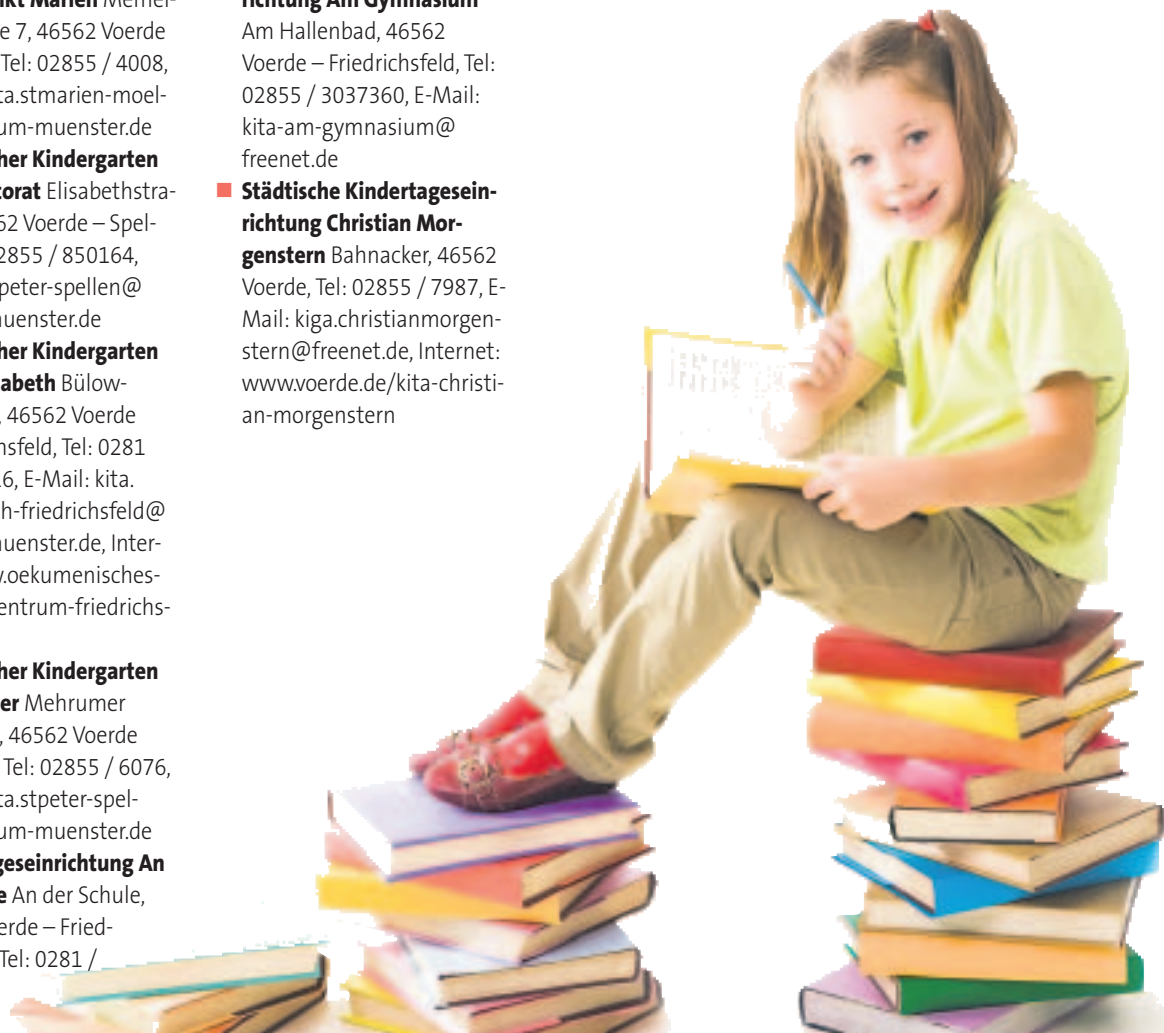 Sankt Marien Memel-
e 7, 46562 Voerde
Tel: 02855 / 4008,
ta.stmarien-moel-
um-muenster.de
her Kindergarten
torat Elisabethstra-
62 Voerde – Spel-
2855 / 850164,
peter-spellen@
uenster.de
her Kindergarten
abeth Bülow-
, 46562 Voerde
nsfeld, Tel: 0281
6, E-Mail: kita.
h-friedrichsfeld@
uenster.de, Inter-
.oekumenisches-
entrum-friedrichs-
her Kindergarten
er Mehrumer
, 46562 Voerde
Tel: 02855 / 6076,
ta.stpeter-spel-
um-muenster.de
geseinrichtung An
e An der Schule,
erde – Fried-
Tel: 0281 /
richtung Am Gymnasium
Am Hallenbad, 46562
Voerde – Friedrichsfeld, Tel:
02855 / 3037360, E-Mail:
kita-am-gymnasium@
freenet.de
Städtische Kindertagesein-
richtung Christian Mor-
genstern Bahnacker, 46562
Voerde, Tel: 02855 / 7987, E-
Mail: kiga.christianmorgen-
stern@freenet.de, Internet:
www.voerde.de/kita-christi-
an-morgenstern